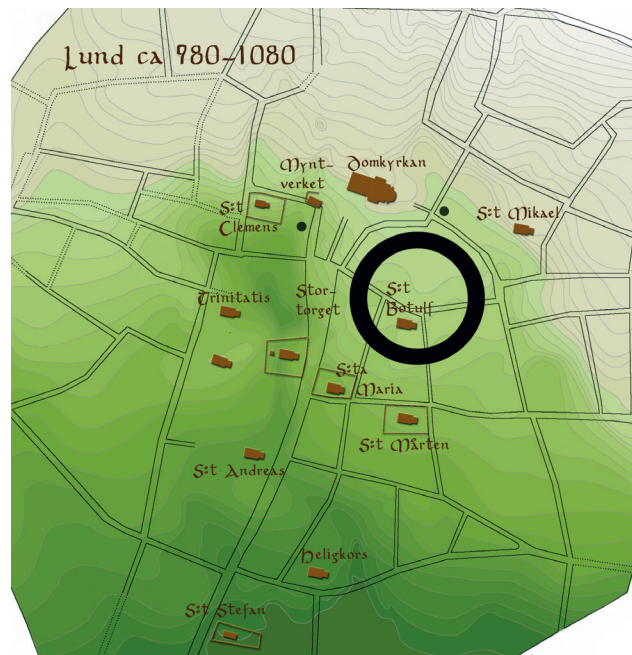 Lund ca 980-1080
Mynt-
verket
Domkyrkan
S:t
Clemens
S:t Mikael
Trinitatis
Stor-
torget
S:t
Botulf
S:ta
Maria
S:t Mårten
S:t Andreas
Heligkors
S:t Stefan